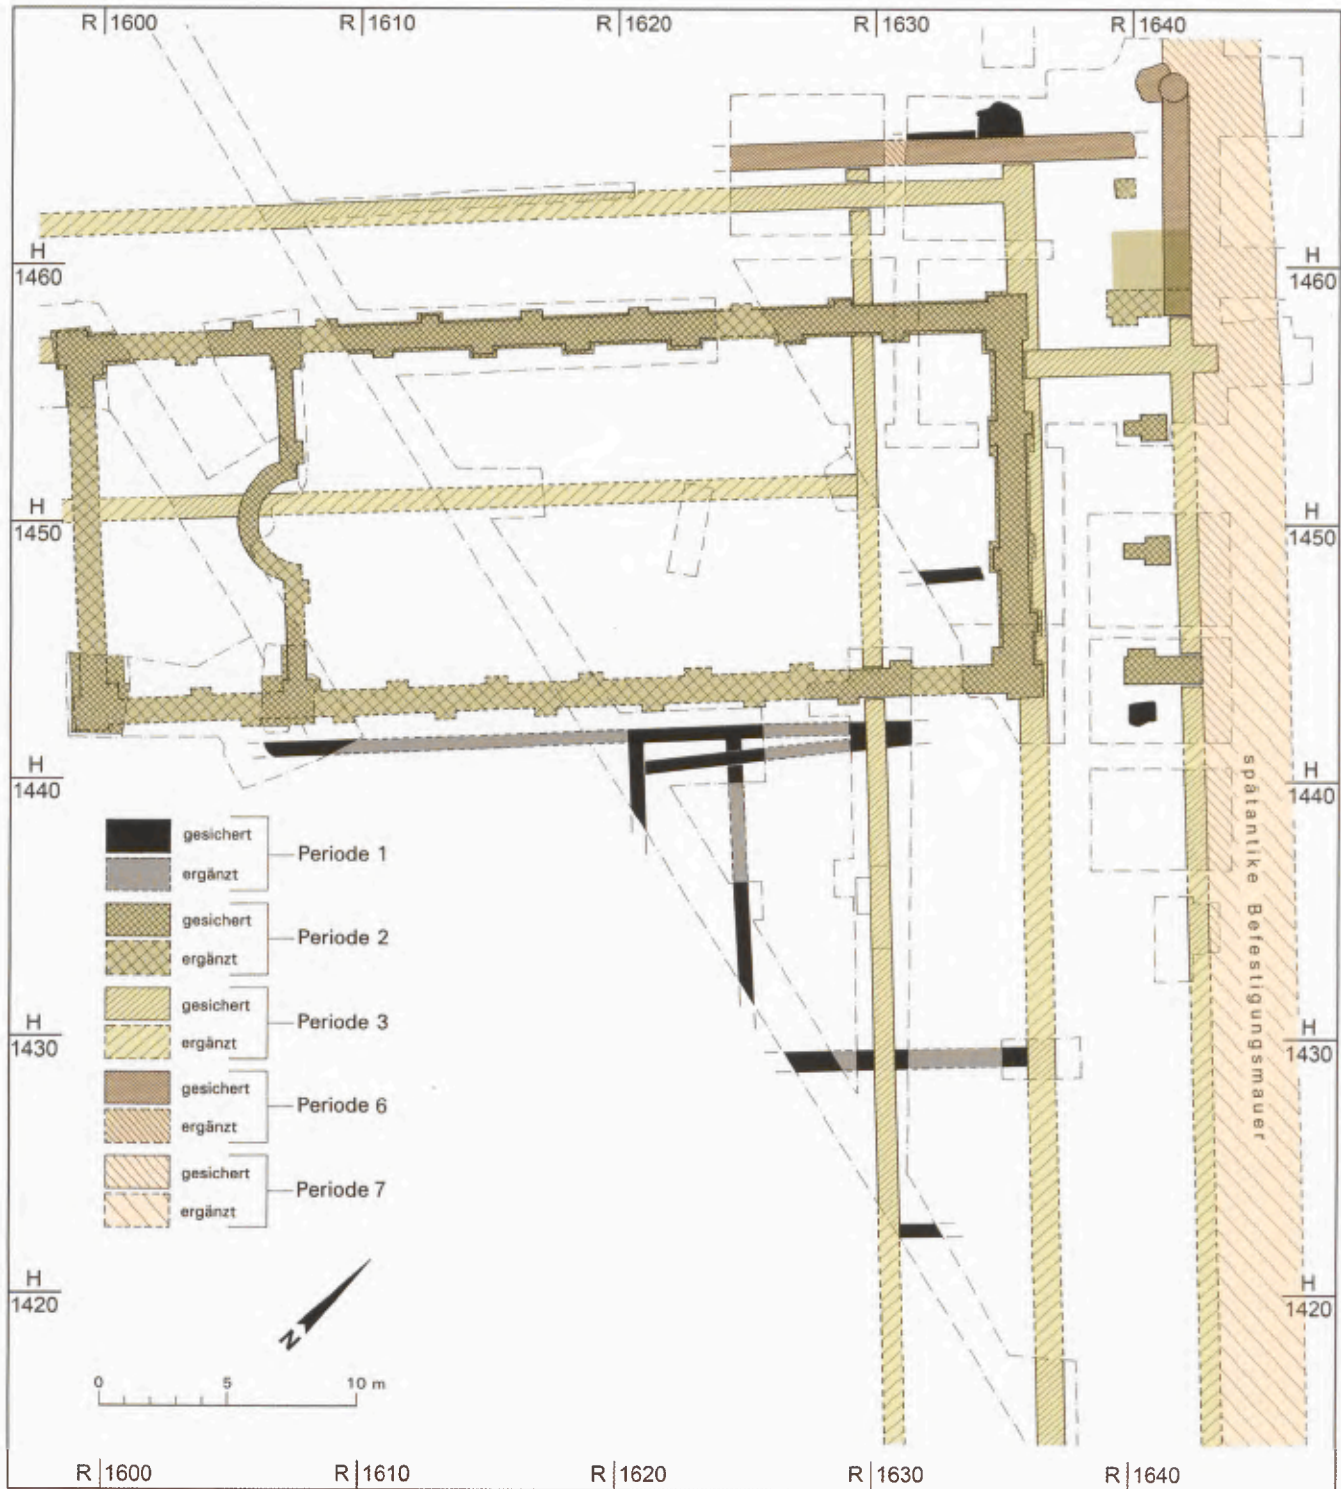 R 1600 R 1610 R 1620 R 1630 R 1640
H
1460
H
1460
H
1450
H
1450
H
1440
H
1440
gesichert
ergänzt
Periode 1
gesichert
ergänzt
Periode 2
gesichert
ergänzt
Periode 3
gesichert
ergänzt
Periode 6
gesichert
ergänzt
Periode 7
spätantike Befestigungsmauer
H
1430
H
1430
H
1420
H
1420
N
0 5 10 m
R 1600 R 1610 R 1620 R 1630 R 1640